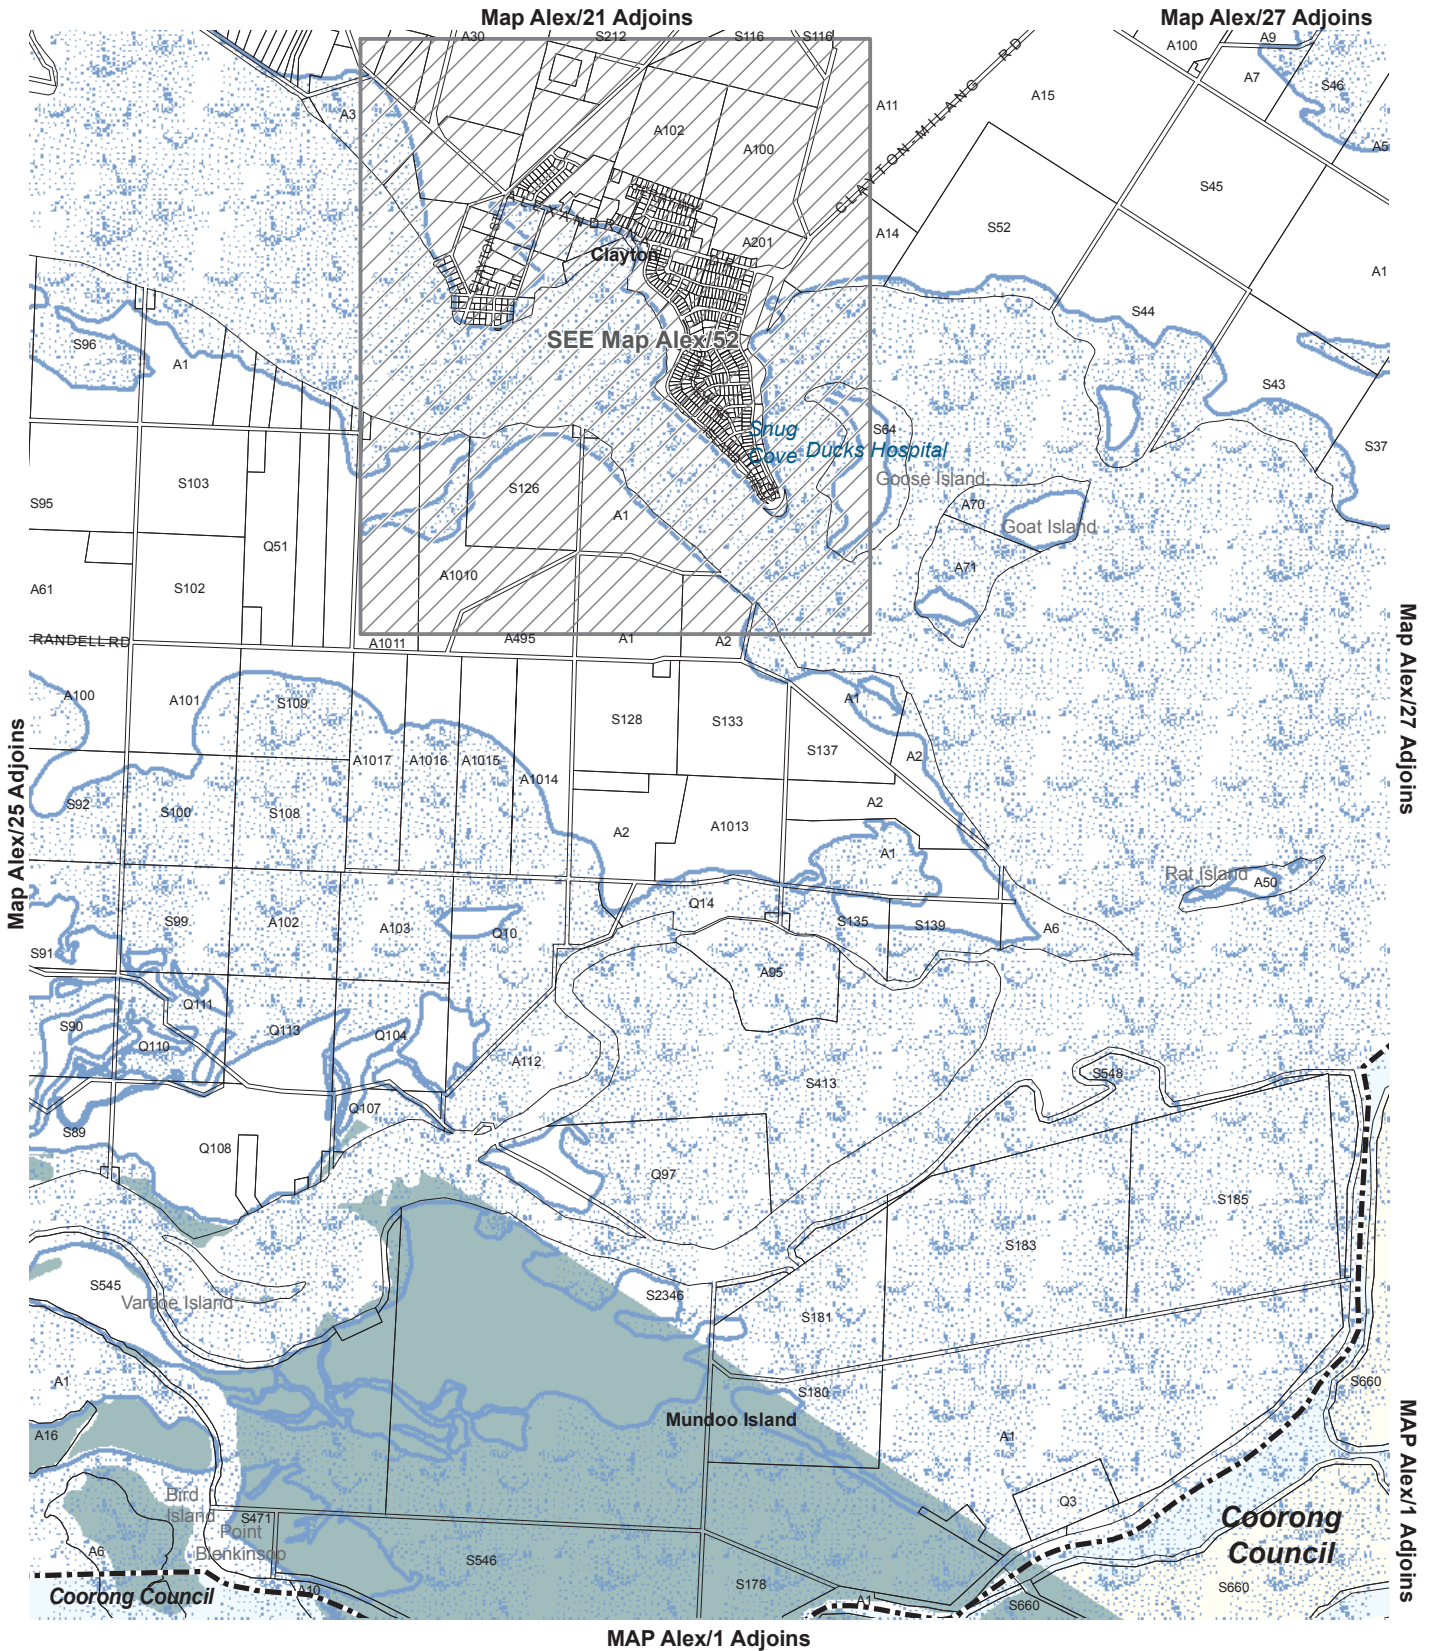 Map Alex/21 Adjoins
Map Alex/27 Adjoins
A30
S212
S116
S116
A100
A9
A7
S46
A3
A11
CLAYTON-MILANG RD
A15
A102
A100
A5
S45
ALEXANDRINA
A201
A14
S52
Clayton
A1
S44
SEE Map Alex/52
S96
A1
S43
Snug
Cove
Ducks Hospital
S64
S37
Goose Island
S103
S95
S126
A70
Goat Island
A1
Q51
A71
A61
S102
A1010
RANDELL RD
A1011
A495
A1
A2
Map Alex/27 Adjoins
A100
A101
S109
A1
S128
S133
S137
A2
A1017
A1016
A1015
A1014
Map Alex/25 Adjoins
S92
S100
S108
A2
A1013
A2
A1
Rat Island
A50
Q14
S99
A102
A103
Q10
S135
S139
A6
S91
A95
Q111
S90
Q110
Q113
Q104
A112
S413
S548
Q107
S89
Q108
Q97
S185
S183
S545
Vardoe Island
S2346
S181
A1
S180
S660
Mundoo Island
A16
A1
MAP Alex/1 Adjoins
Bird
Island
Q3
S471
Point
Blenkinsop
Coorong
Council
A6
S546
S178
S660
Coorong Council
A10
A1
S660
MAP Alex/1 Adjoins